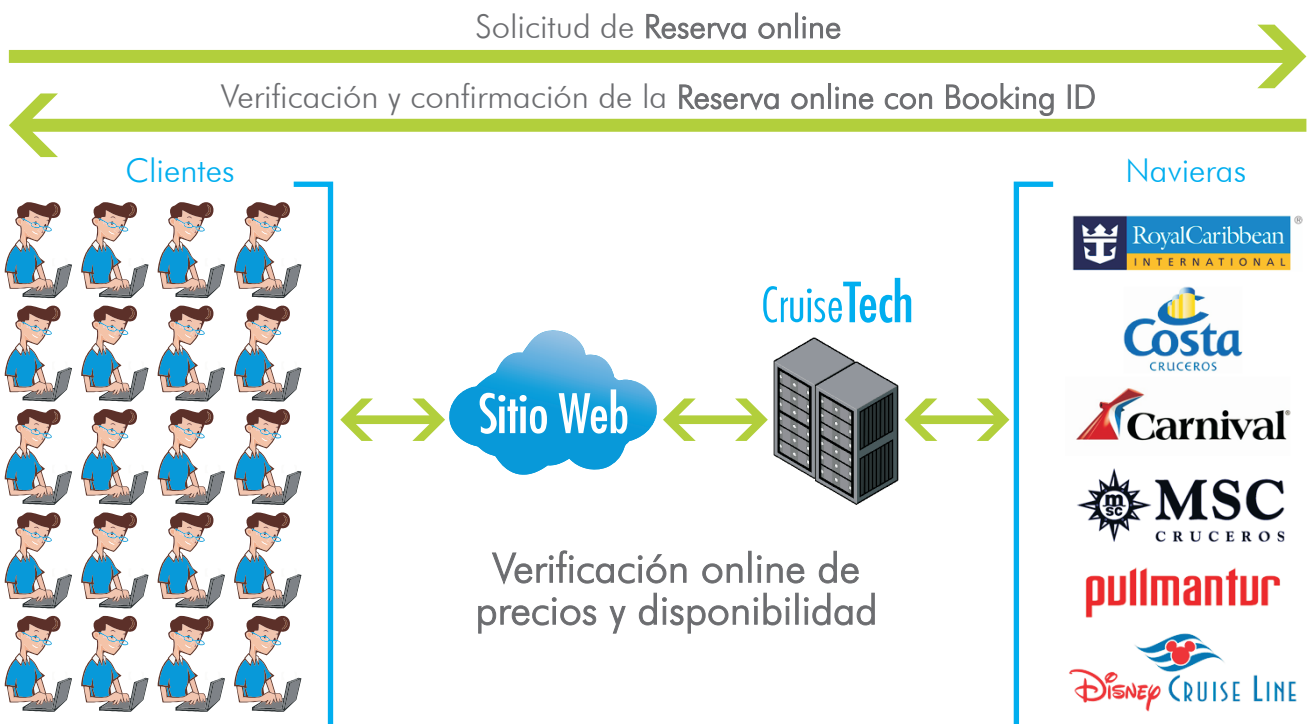 Solicitud de Reserva online
Verificación y confirmación de la Reserva online con Booking ID
Clientes
Navieras
RoyalCaribbean ®
INTERNATIONAL
Costa
CRUCEROS
Carnival
msc
MSC
CRUCEROS
pullmantur
Disney CRUISE LINE
CruiseTech
Sitio Web
Verificación online de
precios y disponibilidad